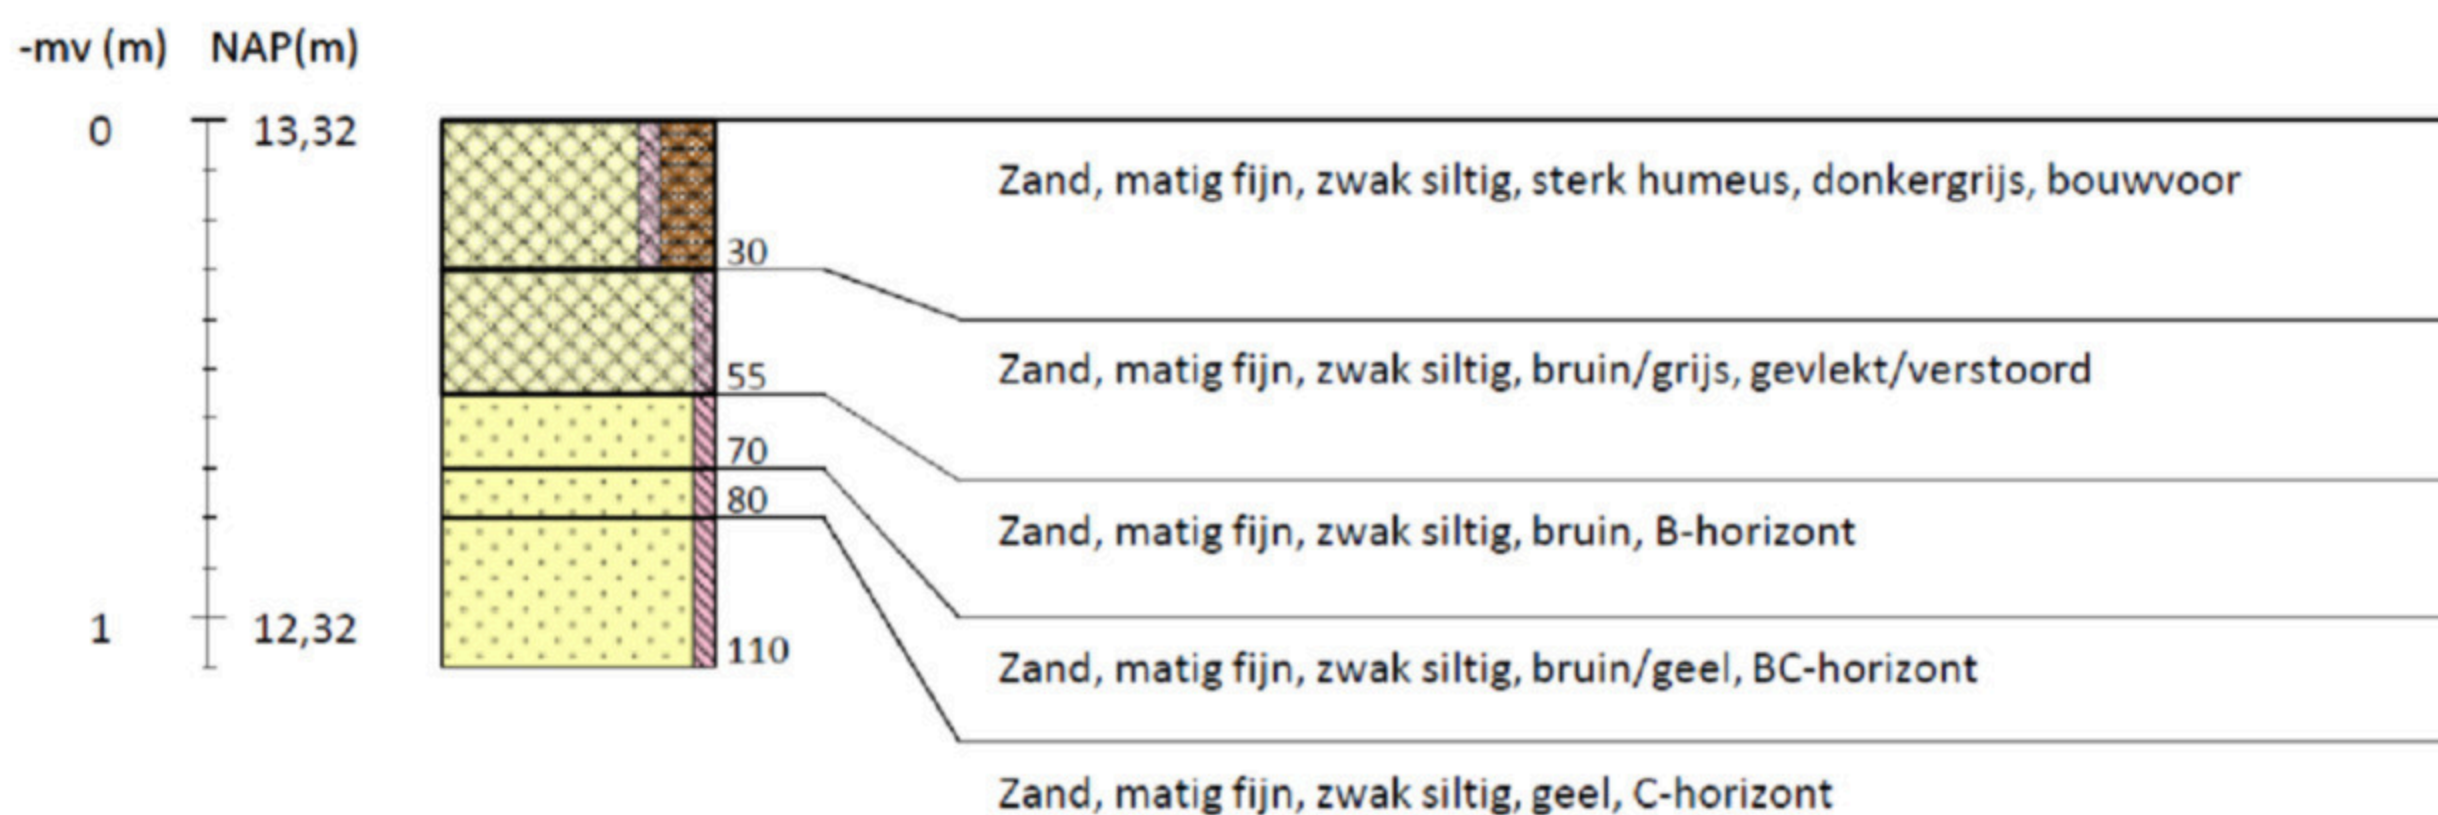 -mv (m) NAP(m)
0 13,32
Zand, matig fijn, zwak siltig, sterk humeus, donkergrijs, bouwvoor
30
Zand, matig fijn, zwak siltig, bruin/grijs, gevlekt/verstoord
55
70
80
Zand, matig fijn, zwak siltig, bruin, B-horizont
1 12,32
110
Zand, matig fijn, zwak siltig, bruin/geel, BC-horizont
Zand, matig fijn, zwak siltig, geel, C-horizont